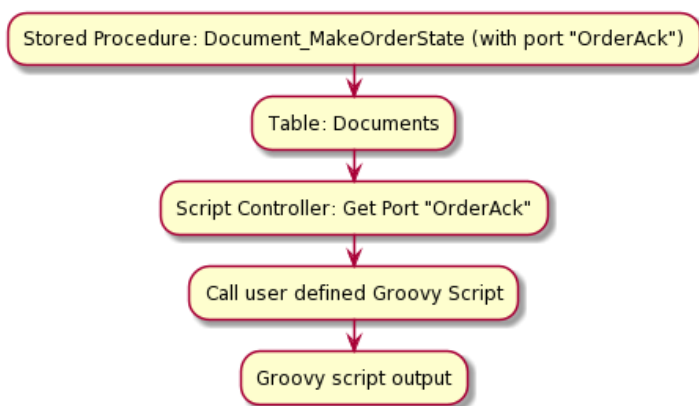 Stored Procedure: Document_MakeOrderState (with port "OrderAck")
Table: Documents
Script Controller: Get Port "OrderAck"
Call user defined Groovy Script
Groovy script output